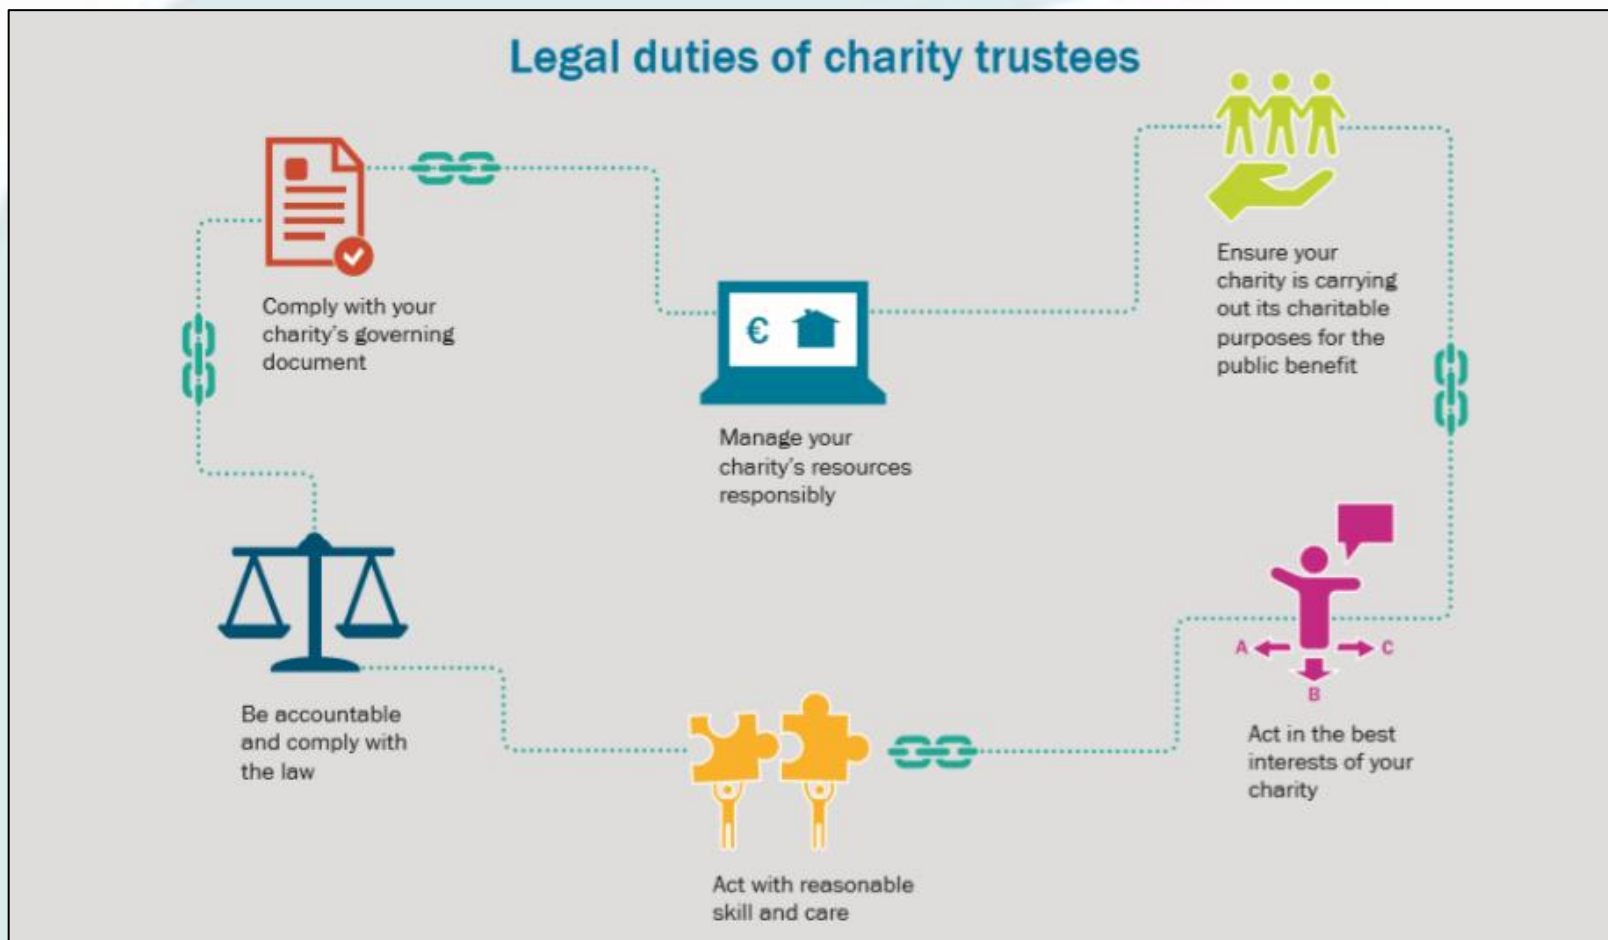 Legal duties of charity trustees
Comply with your
charity's governing
document
€
Manage your
charity's resources
responsibly
Ensure your
charity is carrying
out its charitable
purposes for the
public benefit
Be accountable
and comply with
the law
Act with reasonable
skill and care
A
C
B
Act in the best
interests of your
charity